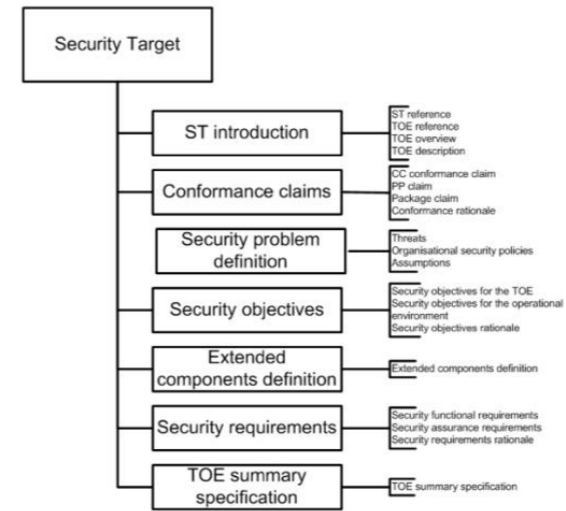 Security Target
ST introduction
ST reference
TOE reference
TOE overview
TOE description
Conformance claims
CC conformance claim
PP claim
Package claim
Conformance rationale
Security problem
definition
Threats
Organisational security policies
Assumptions
Security objectives
Security objectives for the TOE
Security objectives for the operational
environment
Security objectives rationale
Extended
components definition
Extended components definition
Security requirements
Security functional requirements
Security assurance requirements
Security requirements rationale
TOE summary
specification
TOE summary specification